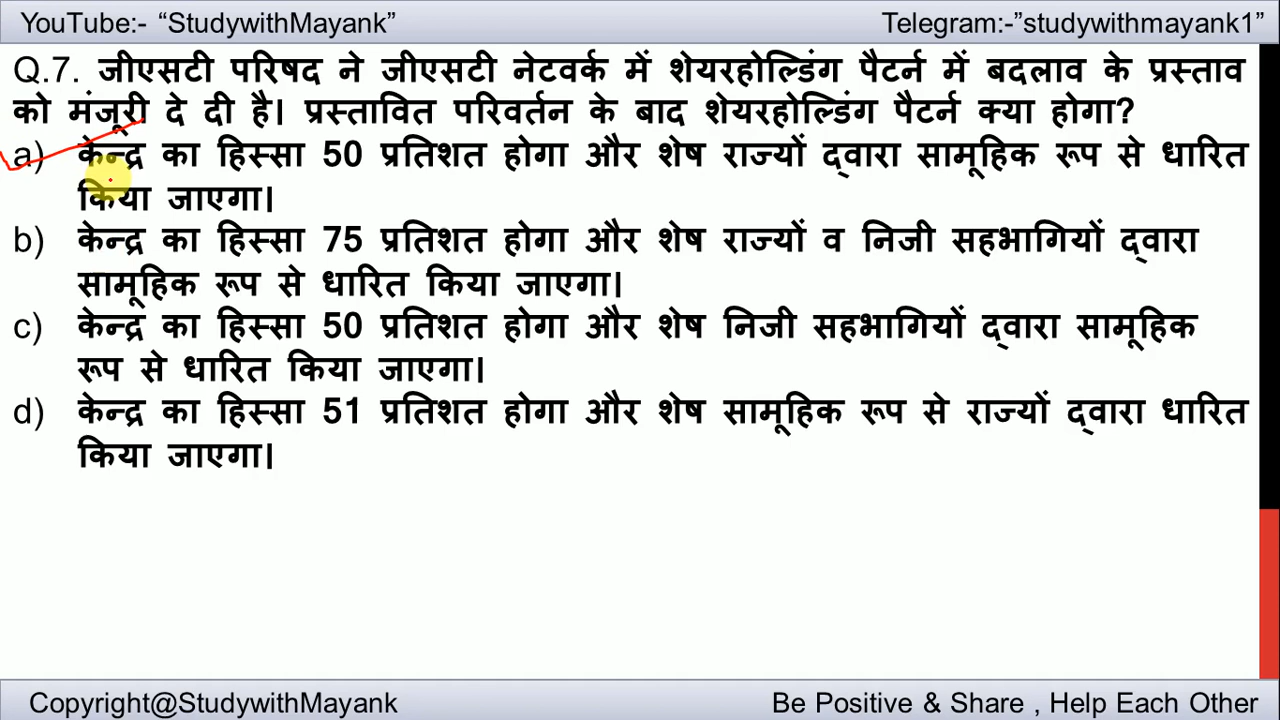 YouTube:- “StudywithMayank” Telegram:-”studywithmayank1”
Q.7. जीएसटी परिषद ने जीएसटी नेटवर्क में शेयरहोल्डिंग पैटर्न में बदलाव के प्रस्ताव
को मंजूरी दे दी है। प्रस्तावित परिवर्तन के बाद शेयरहोल्डिंग पैटर्न क्या होगा?
a) केन्द्र का हिस्सा 50 प्रतिशत होगा और शेष राज्यों द्वारा सामूहिक रूप से धारित
किया जाएगा।
b) केन्द्र का हिस्सा 75 प्रतिशत होगा और शेष राज्यों व निजी सहभागियों द्वारा
सामूहिक रूप से धारित किया जाएगा।
c) केन्द्र का हिस्सा 50 प्रतिशत होगा और शेष निजी सहभागियों द्वारा सामूहिक
रूप से धारित किया जाएगा।
d) केन्द्र का हिस्सा 51 प्रतिशत होगा और शेष सामूहिक रूप से राज्यों द्वारा धारित
किया जाएगा।
Copyright@StudywithMayank Be Positive & Share , Help Each Other